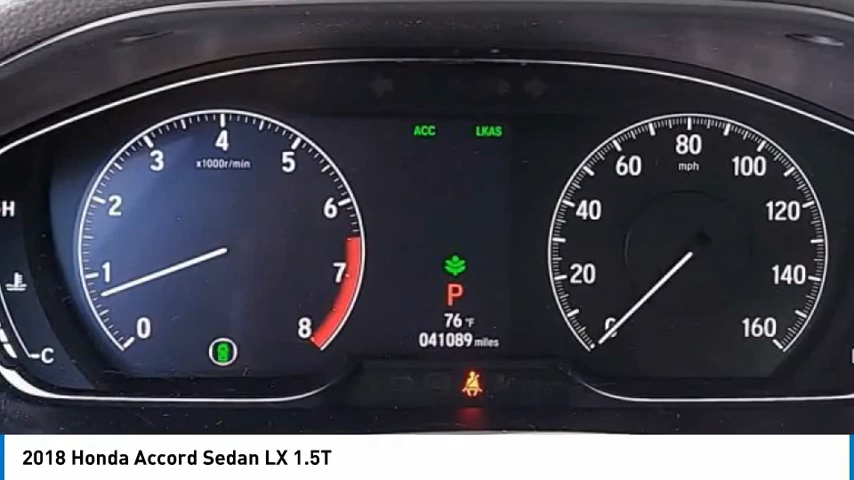 4
3
5
x1000r/min
2
6
1
7
0
8
H
C
ACC LKAS
P
76 °F
041089 miles
80
60
mph
100
40
120
20
140
0
160
2018 Honda Accord Sedan LX 1.5T